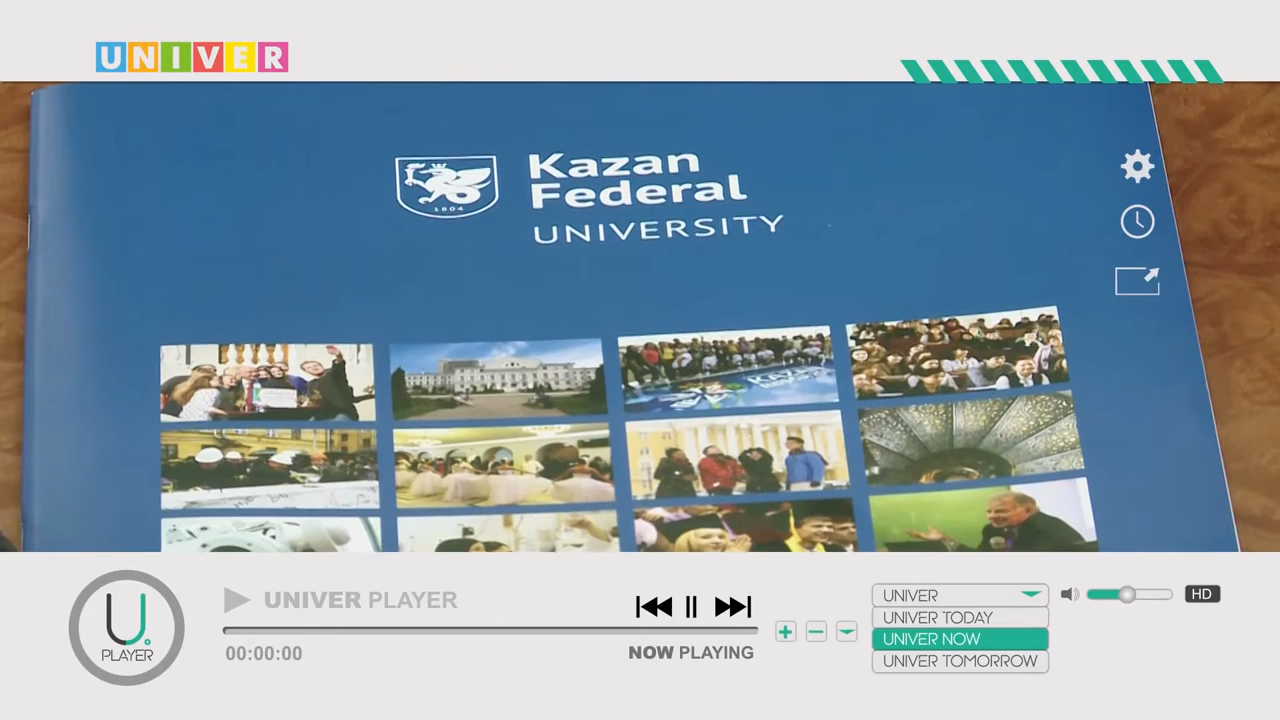 UNIVER
1804
Kazan
Federal
UNIVERSITY
UNIVER PLAYER
U.
PLAYER
00:00:00
NOW PLAYING
UNIVER
UNIVER TODAY
UNIVER NOW
UNIVER TOMORROW
HD